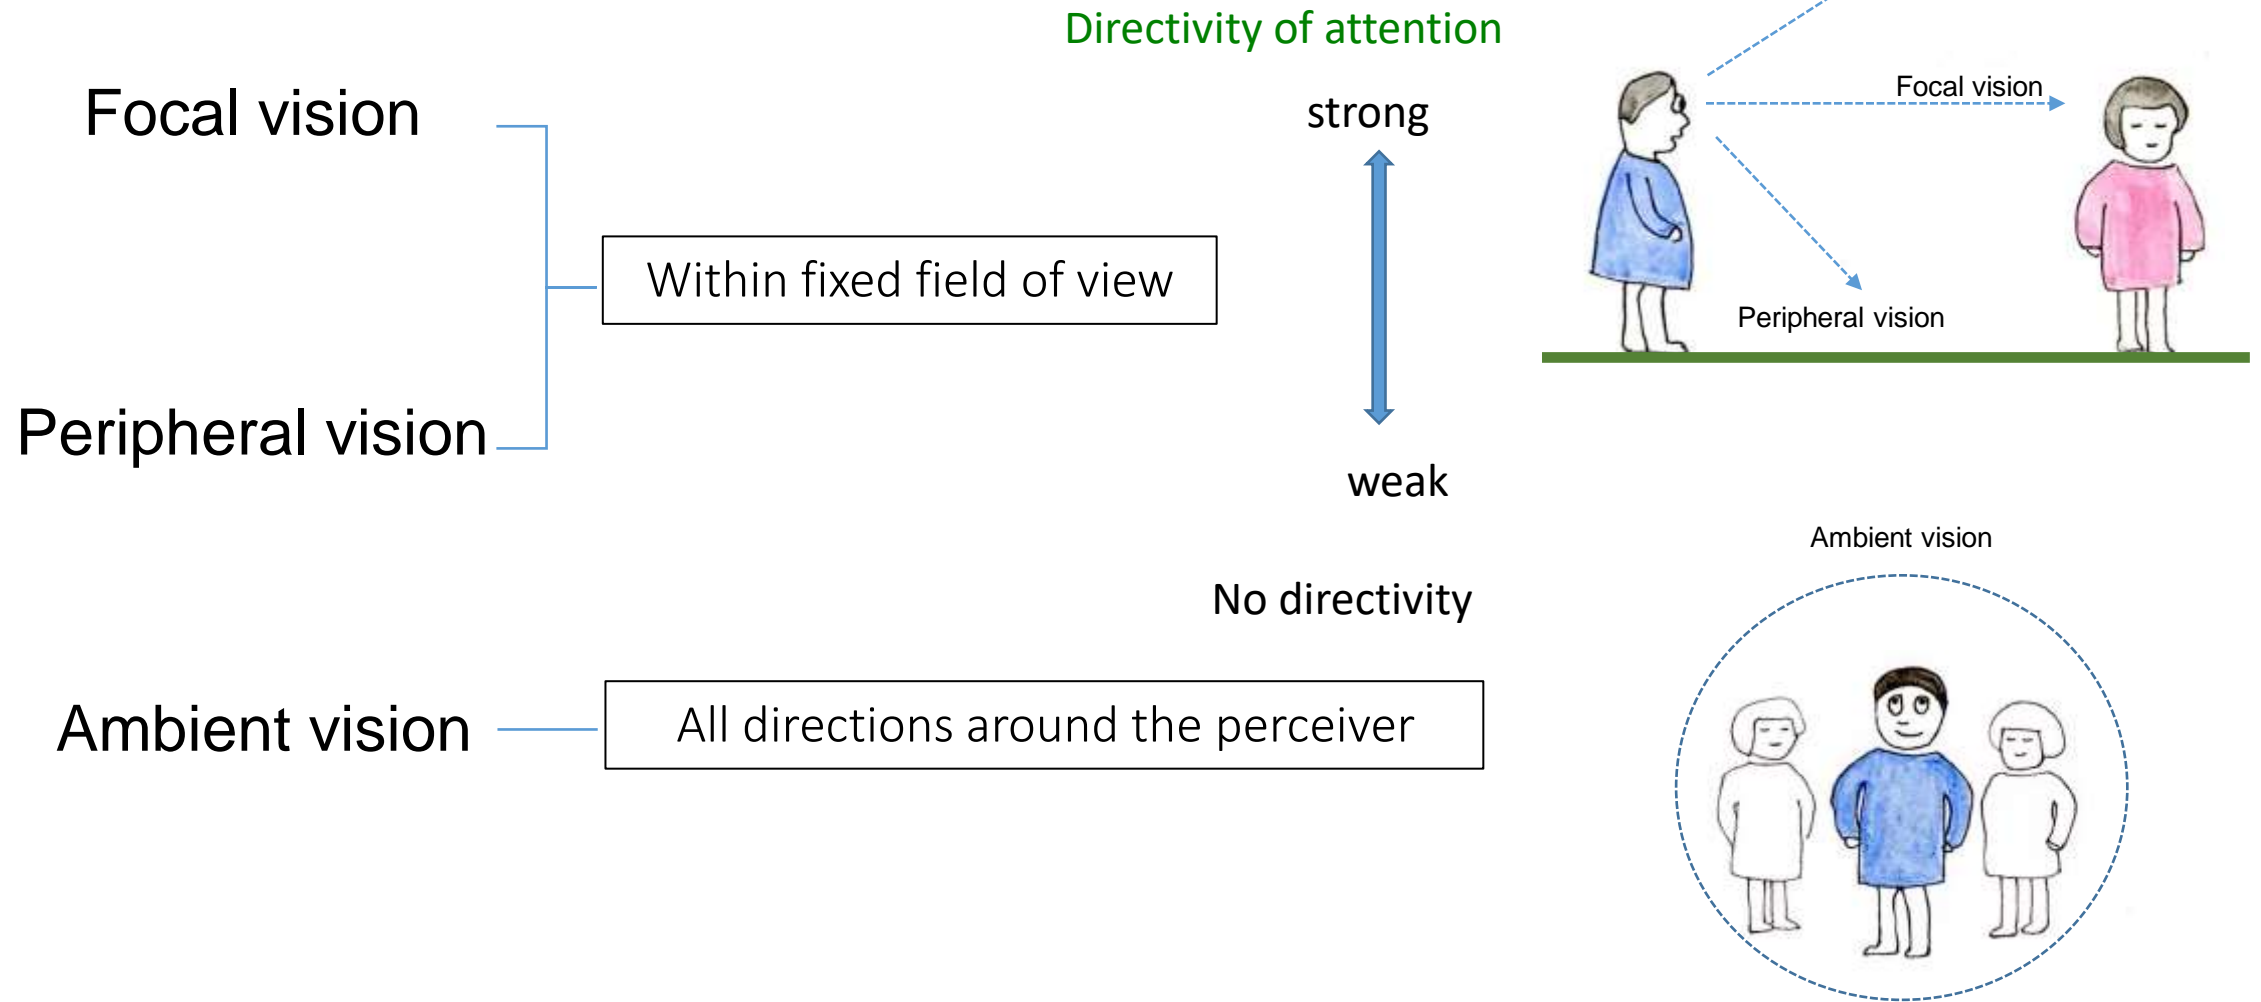 Directivity of attention
Focal vision
strong
Within fixed field of view
Peripheral vision
weak
Focal vision
Peripheral vision
No directivity
Ambient vision
All directions around the perceiver
Ambient vision